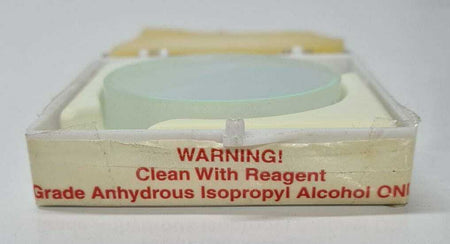 WARNING!
Clean With Reagent
Grade Anhydrous Isopropyl Alcohol